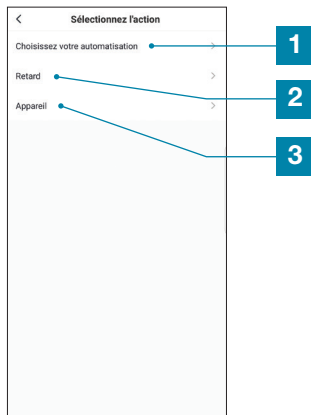 Sélectionnez l'action
Choisissez votre automatisation
1
Retard
2
Appareil
3